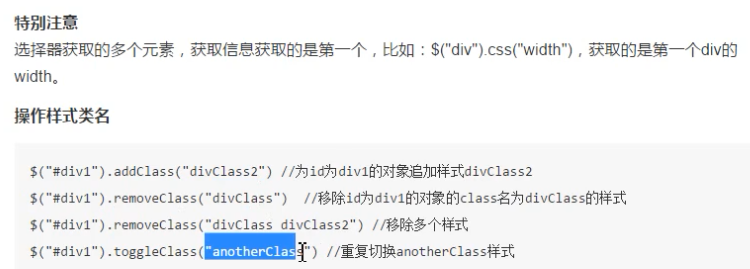 特别注意
选择器获取的多个元素，获取信息获取的是第一个，比如：$("div").css("width")，获取的是第一个div的
width。
操作样式类名
$("#div1").addClass("divClass2") //为id为div1的对象追加样式divClass2
$("#div1").removeClass("divClass")  //移除id为div1的对象的class名为divClass的样式
$("#div1").removeClass("divClass divClass2") //移除多个样式
$("#div1").toggleClass("anotherClass") //重复切换anotherClass样式